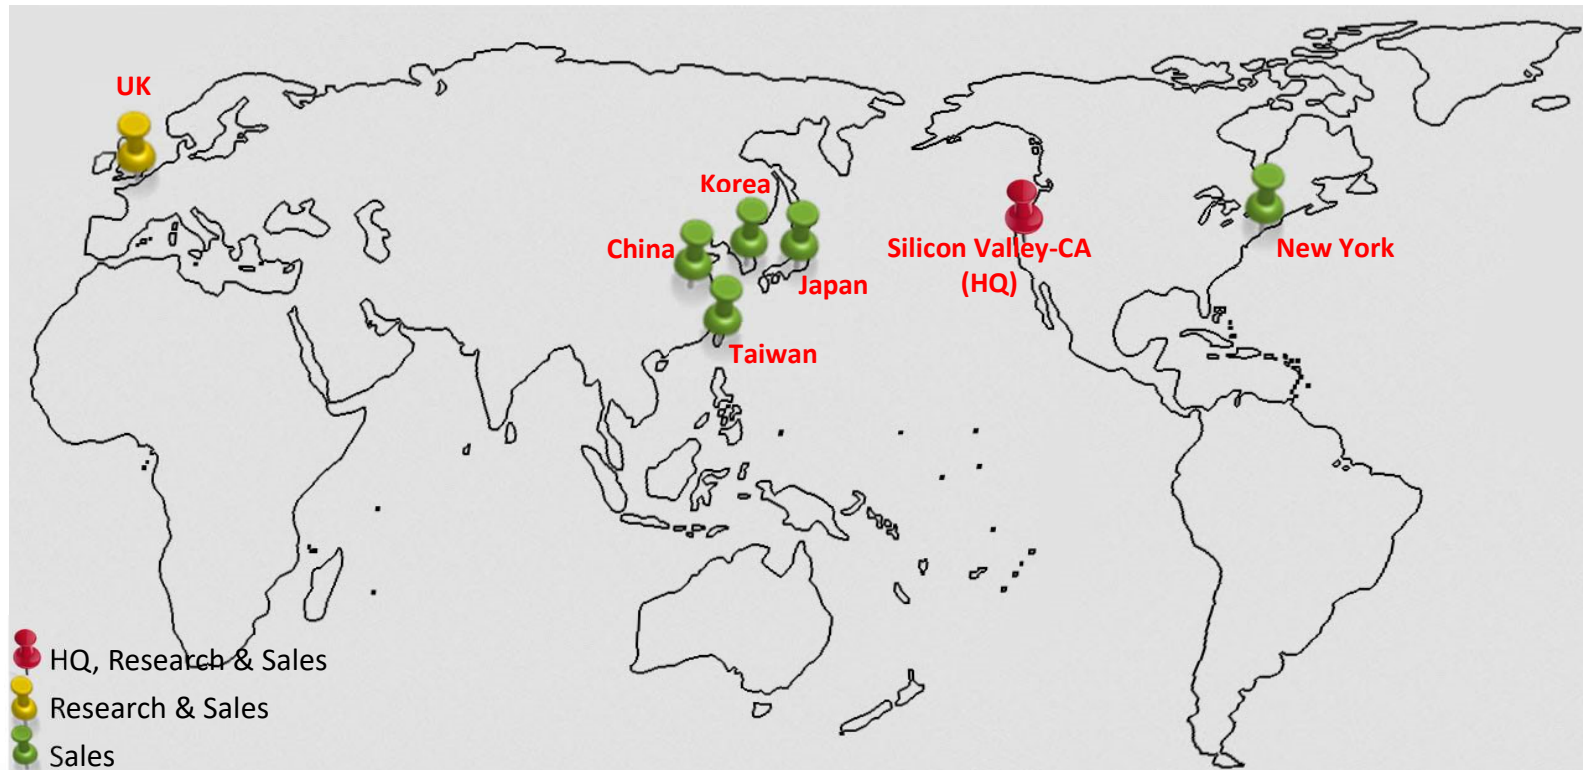 UK
Korea
China
Japan
Taiwan
Silicon Valley-CA
(HQ)
New York
HQ, Research & Sales
Research & Sales
Sales